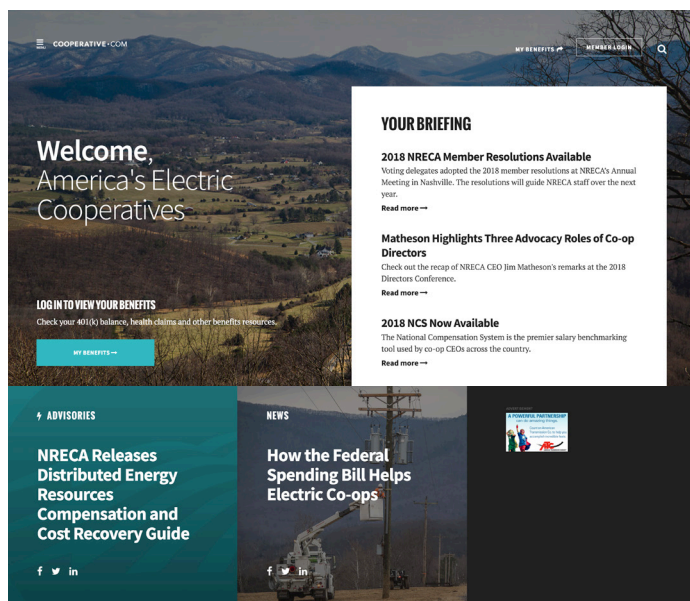 MENU
COOPERATIVE•COM
MY BENEFITS
MEMBER LOGIN
Welcome,
America's Electric
Cooperatives
LOG IN TO VIEW YOUR BENEFITS
Check your 401(k) balance, health claims and other benefits resources.
MY BENEFITS
YOUR BRIEFING
2018 NRECA Member Resolutions Available
Voting delegates adopted the 2018 member resolutions at NRECA's Annual
Meeting in Nashville. The resolutions will guide NRECA staff over the next
year.
Read more
Matheson Highlights Three Advocacy Roles of Co-op
Directors
Check out the recap of NRECA CEO Jim Matheson's remarks at the 2018
Directors Conference.
Read more
2018 NCS Now Available
The National Compensation System is the premier salary benchmarking
tool used by co-op CEOs across the country.
Read more
ADVISORIES
NRECA Releases
Distributed Energy
Resources
Compensation and
Cost Recovery Guide
NEWS
How the Federal
Spending Bill Helps
Electric Co-ops
A POWERFUL PARTNERSHIP
can do amazing things.